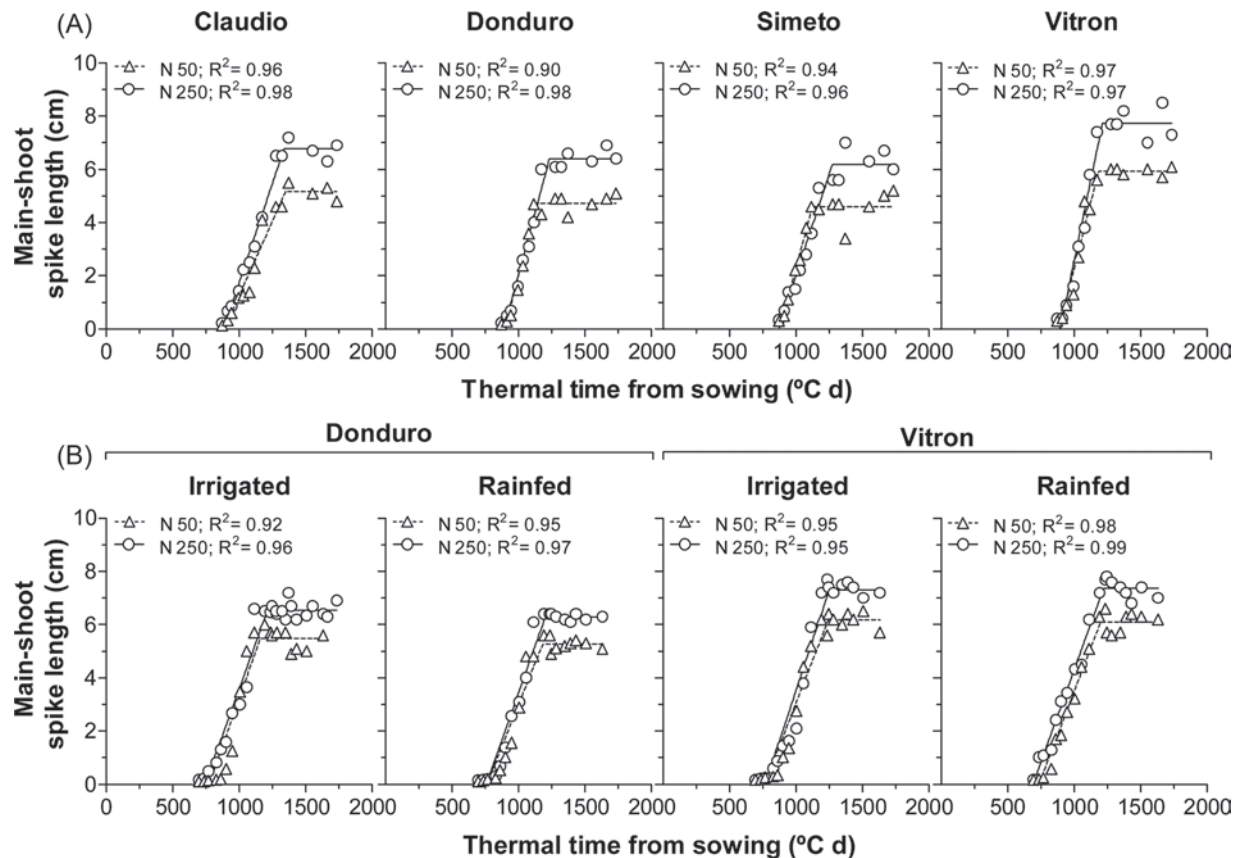 (A) Claudio Donduro Simeto Vitron
N 50; R²= 0.96 N 50; R²= 0.90 N 50; R²= 0.94 N 50; R²= 0.97
N 250; R²= 0.98 N 250; R²= 0.98 N 250; R²= 0.96 N 250; R²= 0.97
Main-shoot
spike length (cm)
10
8
6
4
2
0
0 500 1000 1500 2000 500 1000 1500 2000 500 1000 1500 2000 500 1000 1500 2000
Thermal time from sowing (ºC d)
(B) Donduro Vitron
Irrigated Rainfed Irrigated Rainfed
N 50; R²= 0.92 N 50; R²= 0.95 N 50; R²= 0.95 N 50; R²= 0.98
N 250; R²= 0.96 N 250; R²= 0.97 N 250; R²= 0.95 N 250; R²= 0.99
Main-shoot
spike length (cm)
10
8
6
4
2
0
0 500 1000 1500 2000 500 1000 1500 2000 500 1000 1500 2000 500 1000 1500 2000
Thermal time from sowing (ºC d)